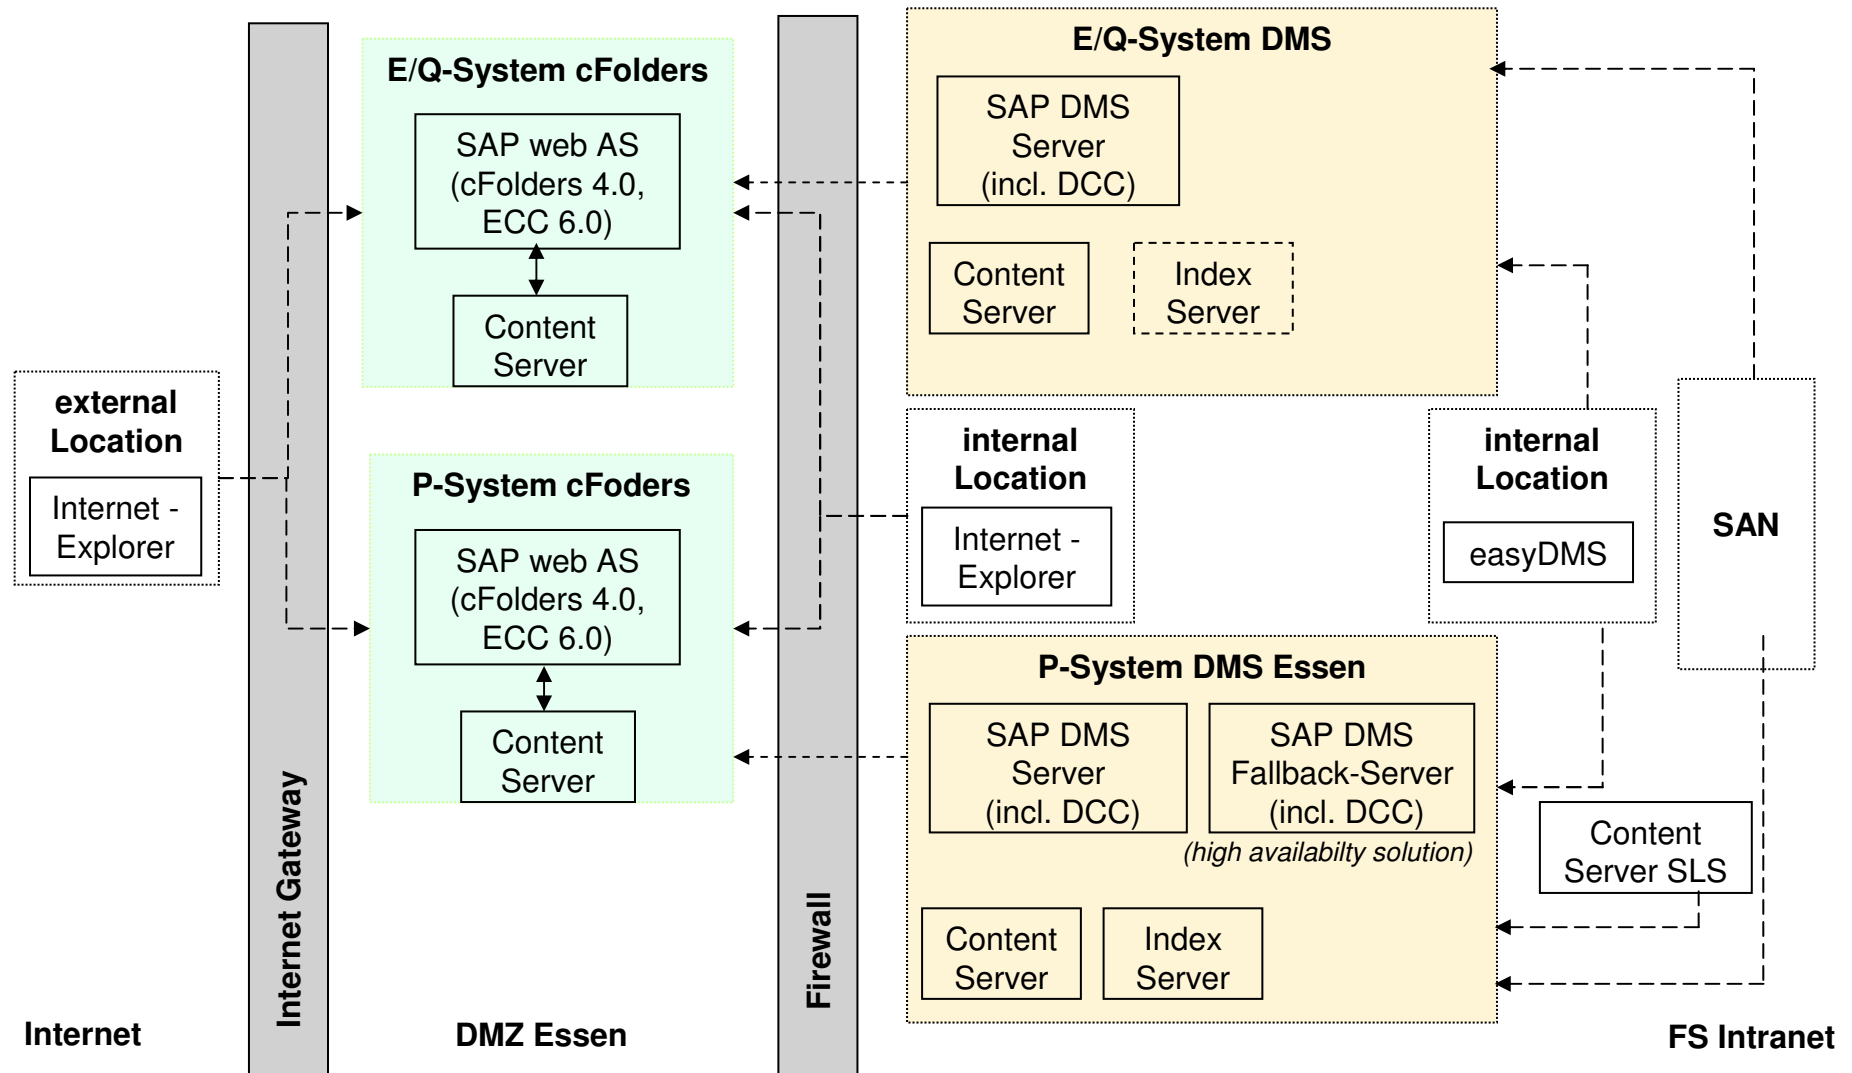 E/Q-System cFolders
SAP web AS
(cFolders 4.0,
ECC 6.0)
Content
Server
external
Location
Internet -
Explorer
P-System cFoders
SAP web AS
(cFolders 4.0,
ECC 6.0)
Content
Server
Internet Gateway
Firewall
E/Q-System DMS
SAP DMS
Server
(incl. DCC)
Content
Server
Index
Server
internal
Location
Internet -
Explorer
internal
Location
easyDMS
SAN
P-System DMS Essen
SAP DMS
Server
(incl. DCC)
SAP DMS
Fallback-Server
(incl. DCC)
(high availabilty solution)
Content
Server SLS
Content
Server
Index
Server
Internet
DMZ Essen
FS Intranet